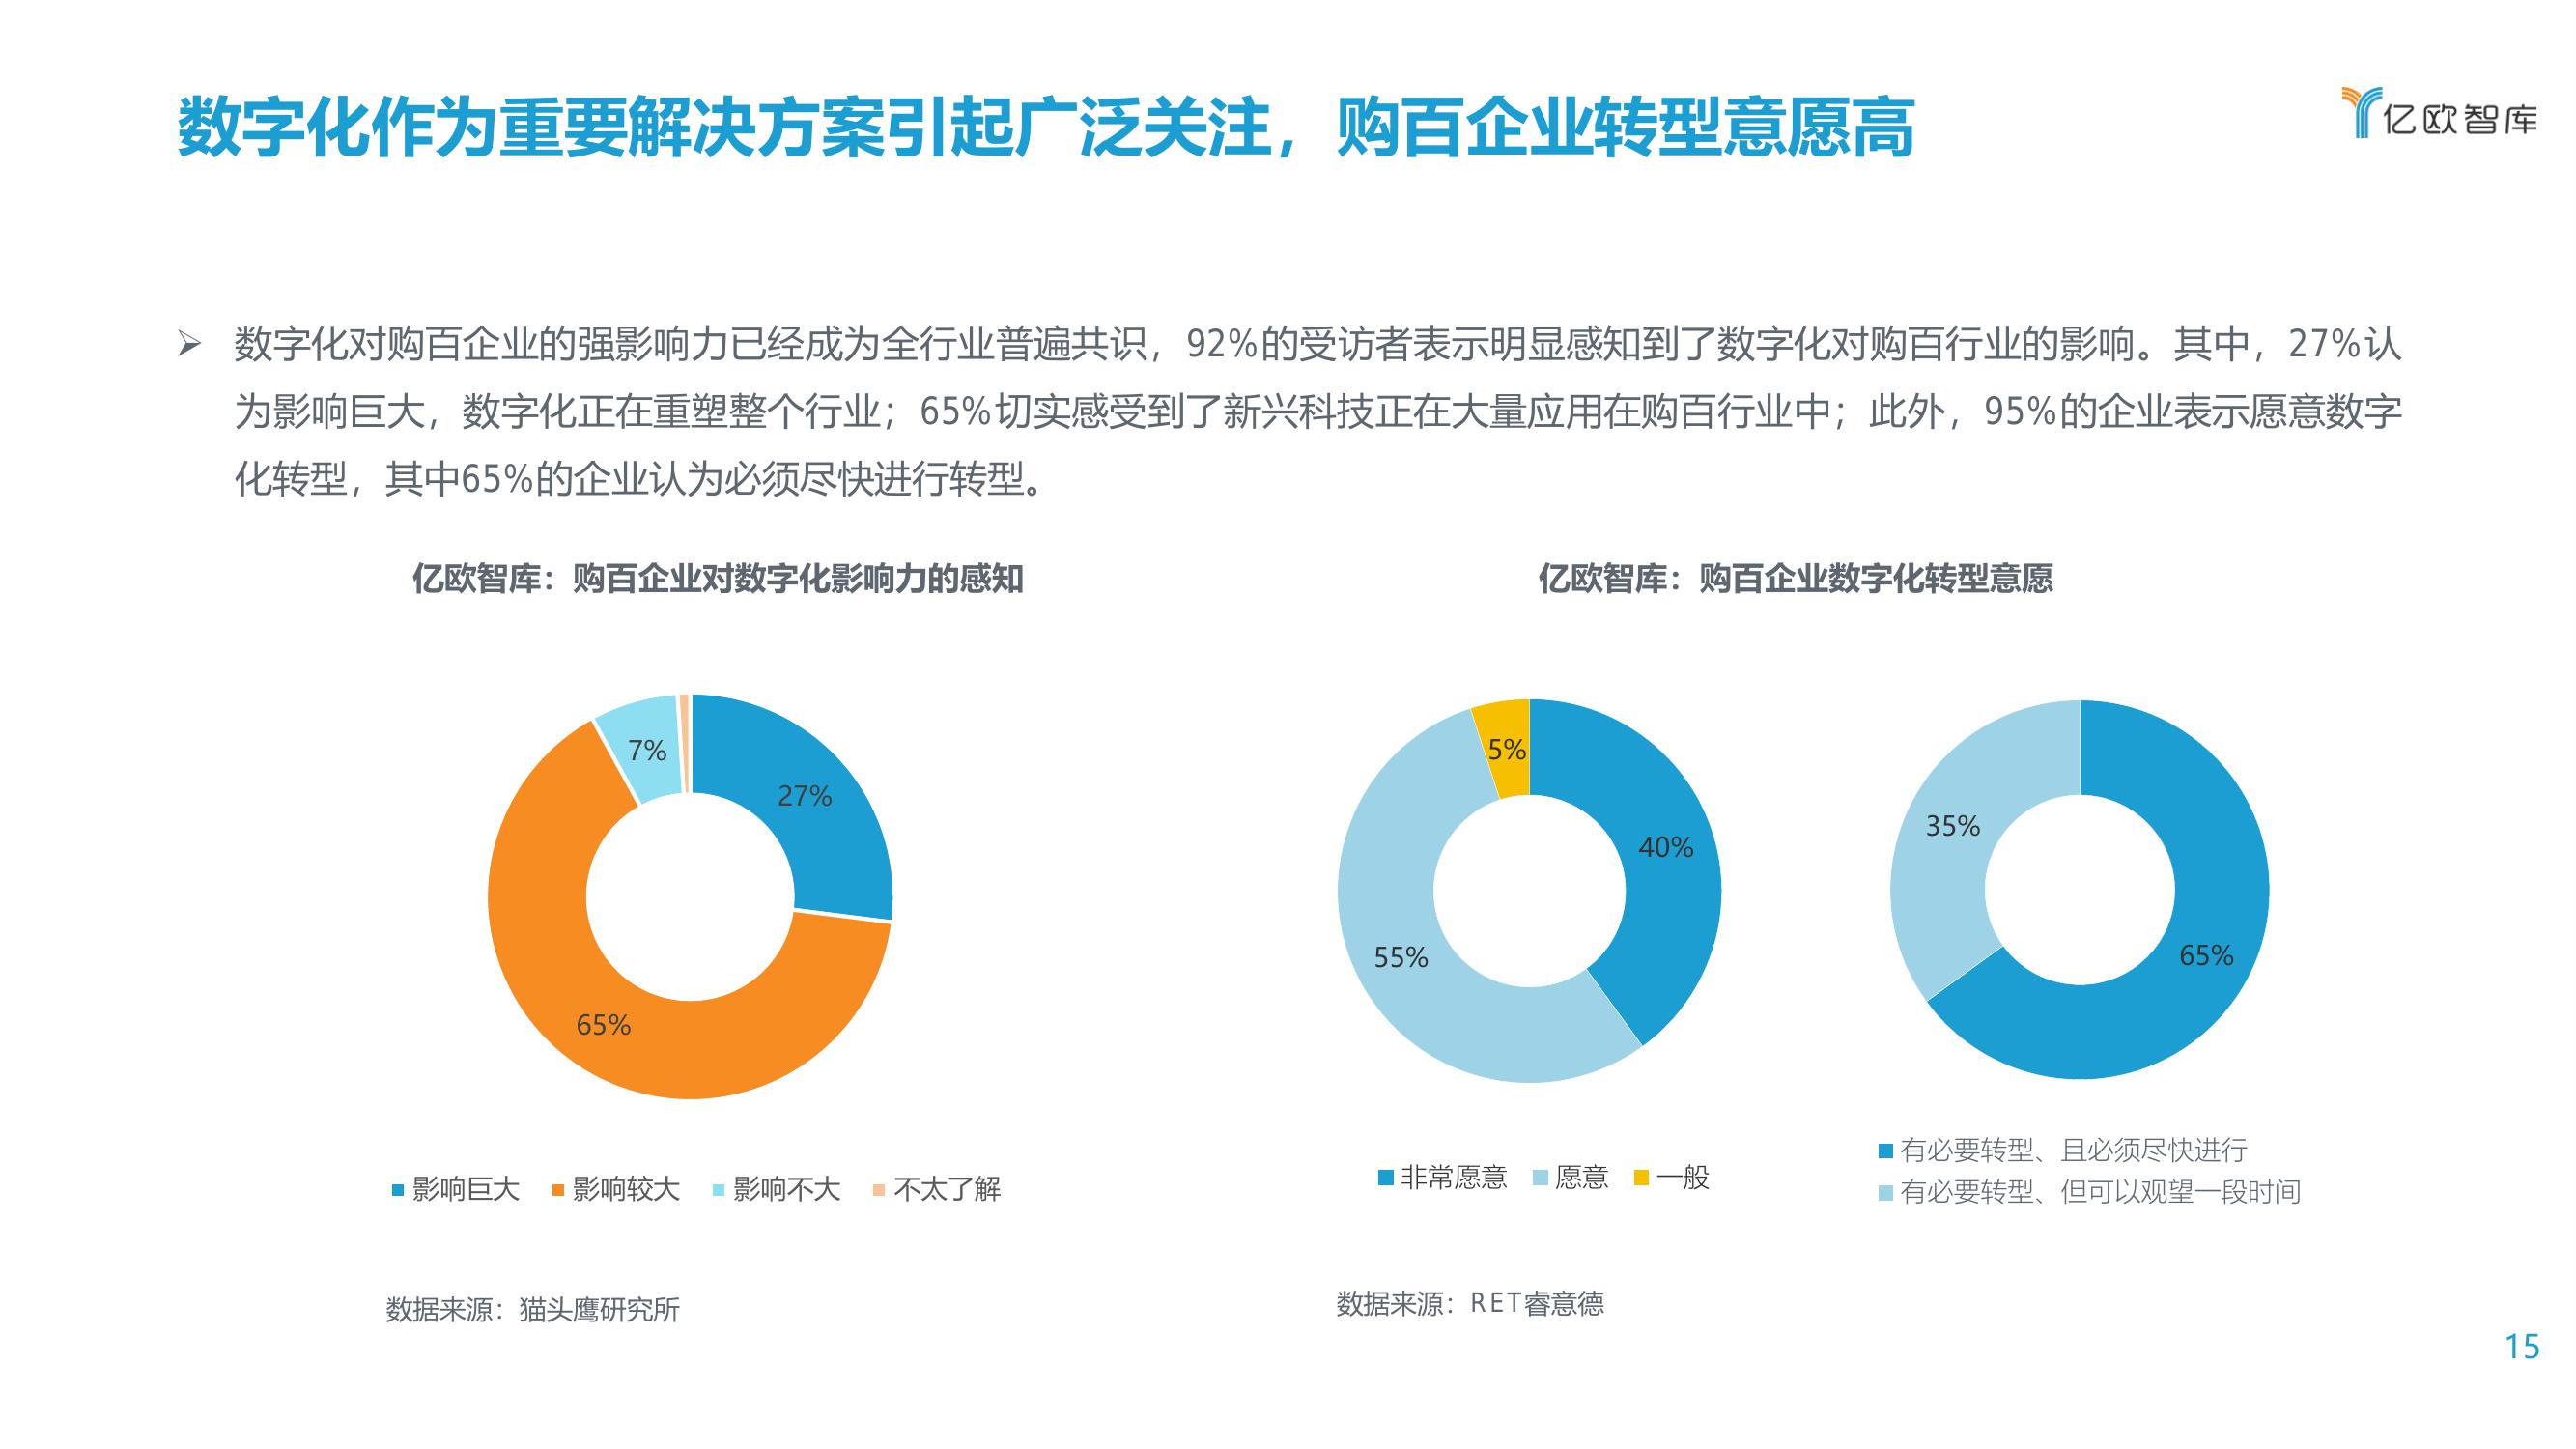 数字化作为重要解决方案引起广泛关注，购百企业转型意愿高
亿欧智库
数字化对购百企业的强影响力已经成为全行业普遍共识，92%的受访者表示明显感知到了数字化对购百行业的影响。其中，27%认
为影响巨大，数字化正在重塑整个行业；65%切实感受到了新兴科技正在大量应用在购百行业中；此外，95%的企业表示愿意数字
化转型，其中65%的企业认为必须尽快进行转型。
亿欧智库：购百企业对数字化影响力的感知
7%
27%
65%
影响巨大 影响较大 影响不大 不太了解
数据来源：猫头鹰研究所
亿欧智库：购百企业数字化转型意愿
5%
40%
55%
非常愿意 愿意 一般
35%
65%
有必要转型、且必须尽快进行
有必要转型、但可以观望一段时间
数据来源：RET睿意德
15